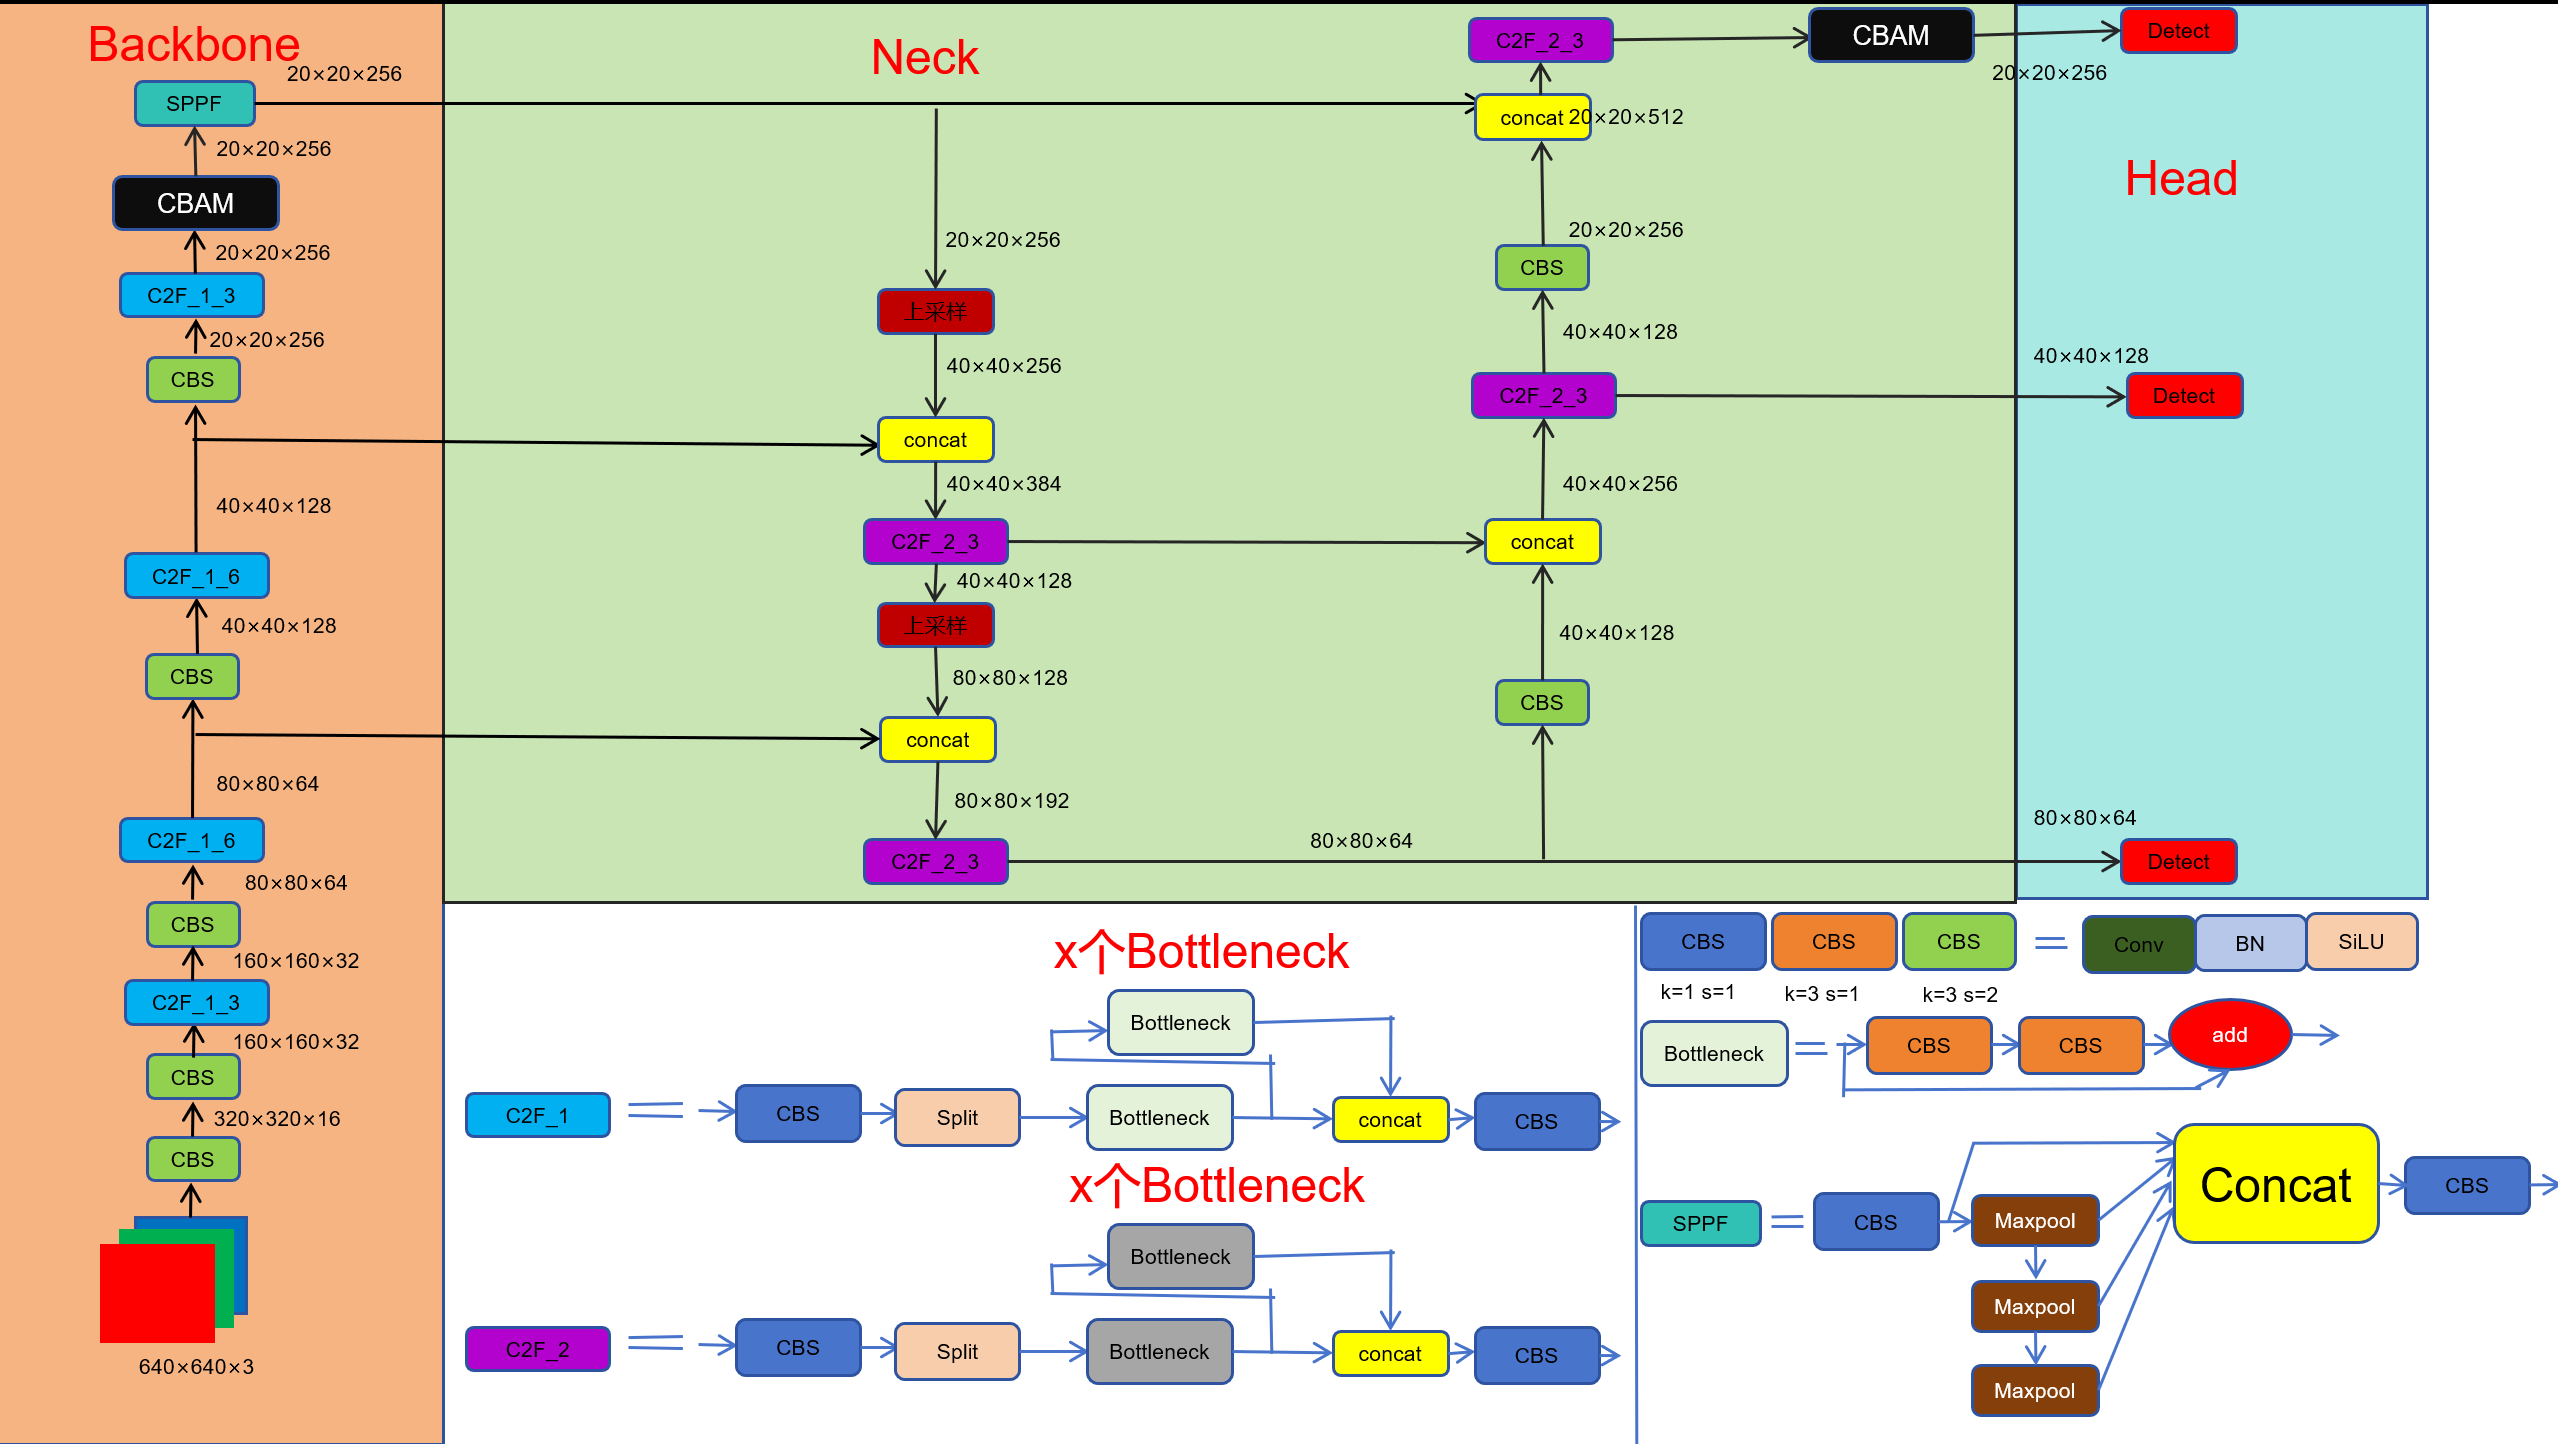 Backbone
20×20×256
SPPF
20×20×256
CBAM
20×20×256
C2F_1_3
20×20×256
CBS
40×40×128
C2F_1_6
40×40×128
CBS
80×80×64
C2F_1_6
80×80×64
CBS
160×160×32
C2F_1_3
160×160×32
CBS
320×320×16
CBS
640×640×3
Neck
20×20×256
上采样
40×40×256
concat
40×40×384
C2F_2_3
40×40×128
上采样
80×80×128
concat
80×80×192
C2F_2_3
80×80×64
C2F_2_3
CBAM
concat 20×20×512
20×20×256
CBS
40×40×128
C2F_2_3
40×40×256
concat
40×40×128
CBS
Detect
20×20×256
Head
40×40×128
Detect
80×80×64
Detect
x个Bottleneck
Bottleneck
C2F_1
CBS
Split
Bottleneck
concat
CBS
x个Bottleneck
Bottleneck
C2F_2
CBS
Split
Bottleneck
concat
CBS
CBS
CBS
CBS
Conv
BN
SiLU
k=1 s=1
k=3 s=1
k=3 s=2
Bottleneck
CBS
CBS
add
SPPF
CBS
Maxpool
Maxpool
Maxpool
Concat
CBS